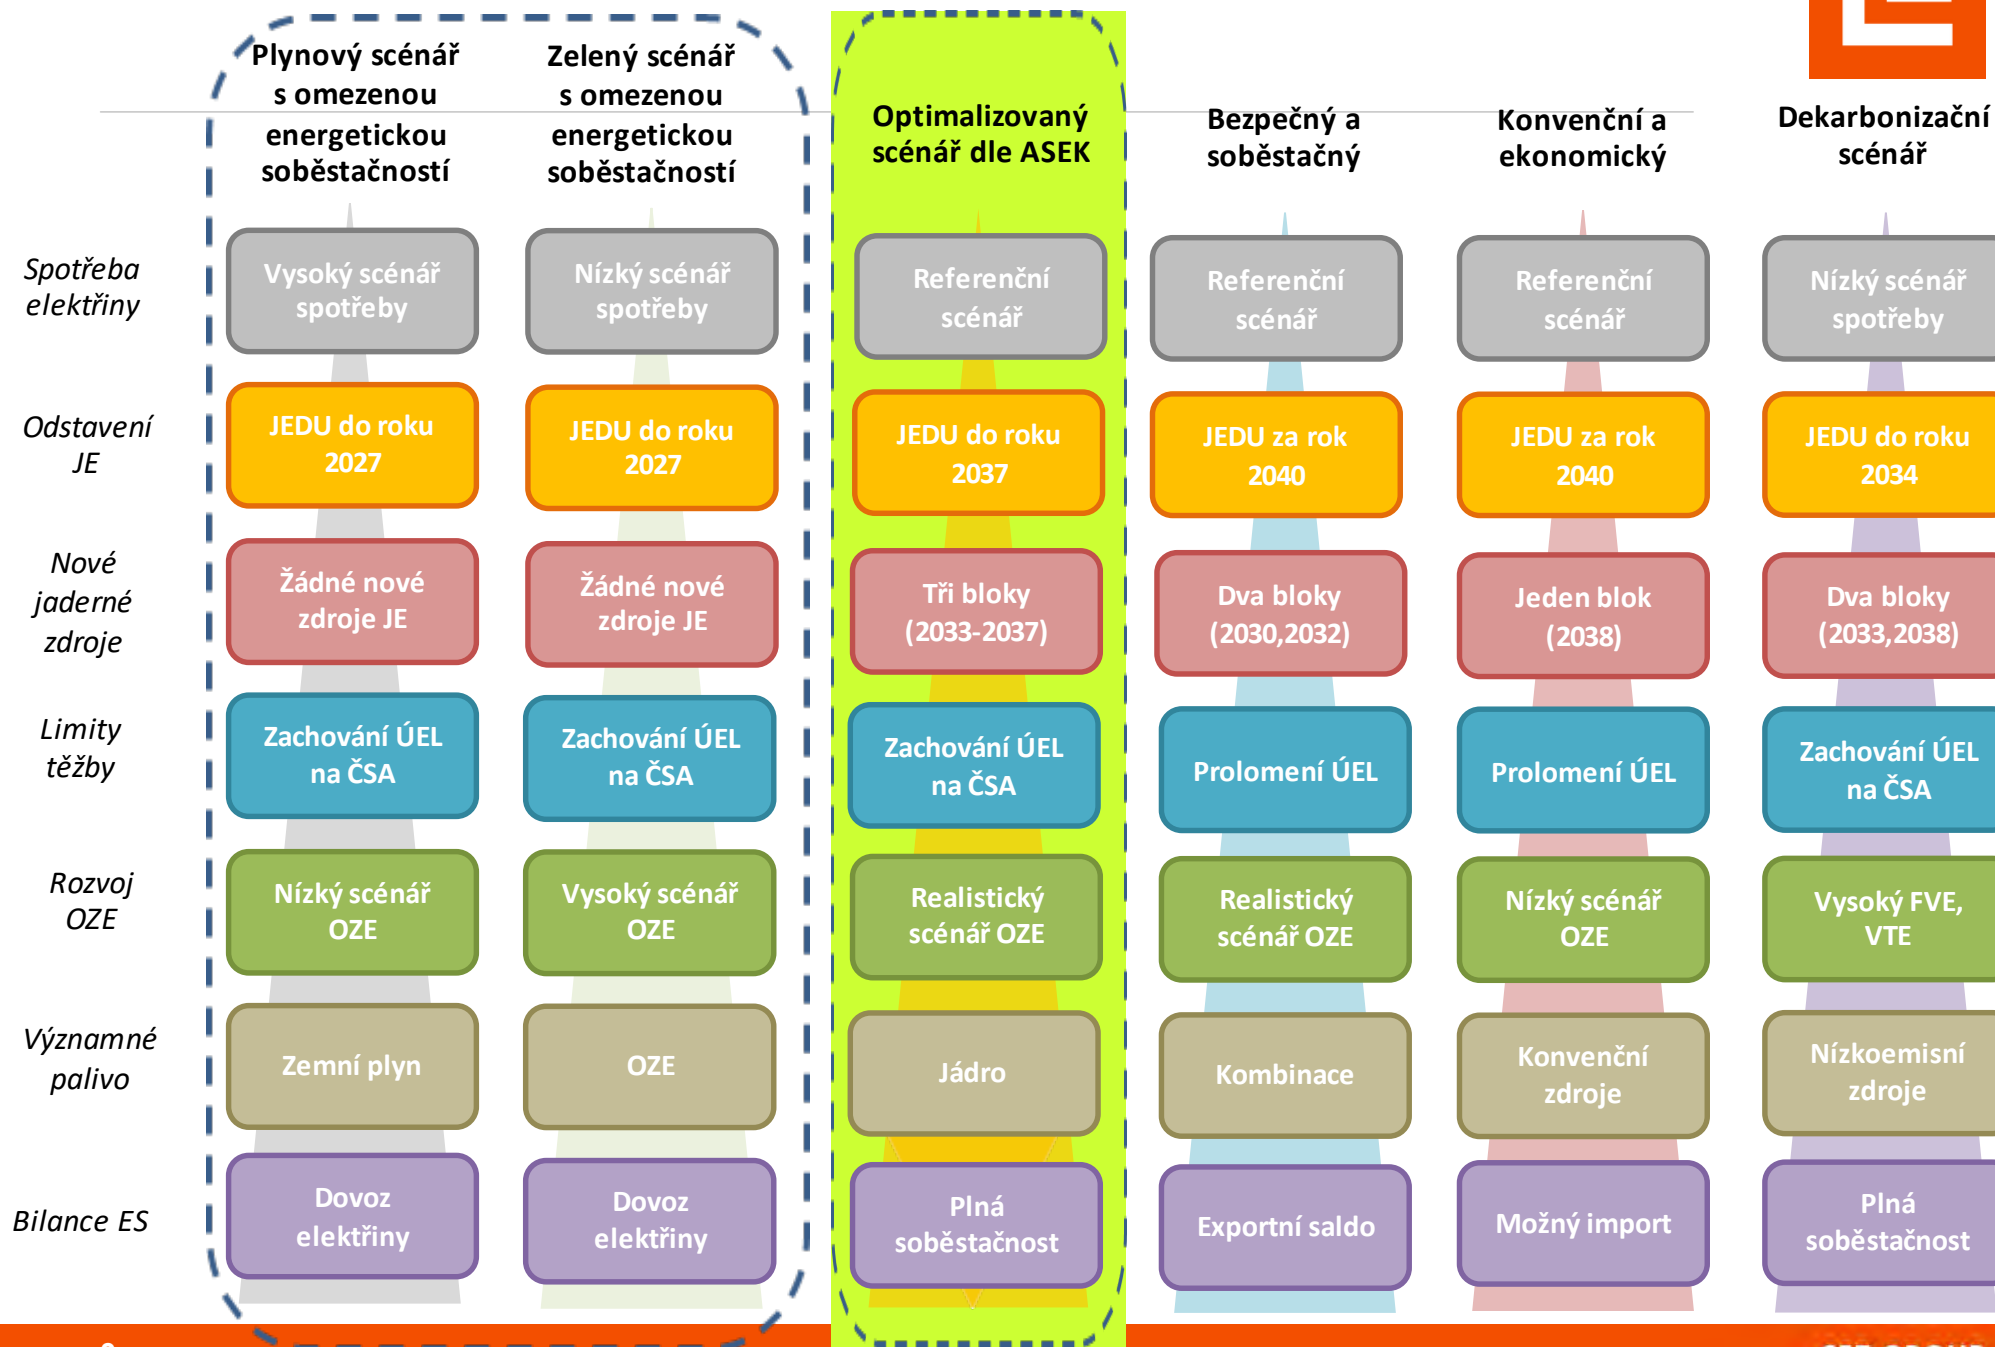 Plynový scénář
s omezenou
energetickou
soběstačností
Zelený scénář
s omezenou
energetickou
soběstačností
Optimalizovaný
scénář dle ASEK
Bezpečný a
soběstačný
Konvenční a
ekonomický
Dekarbonizační
scénář
Spotřeba
elektřiny
Vysoký scénář
spotřeby
Nízký scénář
spotřeby
Referenční
scénář
Referenční
scénář
Referenční
scénář
Nízký scénář
spotřeby
Odstavení
JE
JEDU do roku
2027
JEDU do roku
2027
JEDU do roku
2037
JEDU za rok
2040
JEDU za rok
2040
JEDU do roku
2034
Nové
jaderné
zdroje
Žádné nové
zdroje JE
Žádné nové
zdroje JE
Tři bloky
(2033-2037)
Dva bloky
(2030,2032)
Jeden blok
(2038)
Dva bloky
(2033,2038)
Limity
těžby
Zachování ÚEL
na ČSA
Zachování ÚEL
na ČSA
Zachování ÚEL
na ČSA
Prolomení ÚEL
Prolomení ÚEL
Zachování ÚEL
na ČSA
Rozvoj
OZE
Nízký scénář
OZE
Vysoký scénář
OZE
Realistický
scénář OZE
Realistický
scénář OZE
Nízký scénář
OZE
Vysoký FVE,
VTE
Významné
palivo
Zemní plyn
OZE
Jádro
Kombinace
Konvenční
zdroje
Nízkoemisní
zdroje
Bilance ES
Dovoz
elektřiny
Dovoz
elektřiny
Plná
soběstačnost
Exportní saldo
Možný import
Plná
soběstačnost